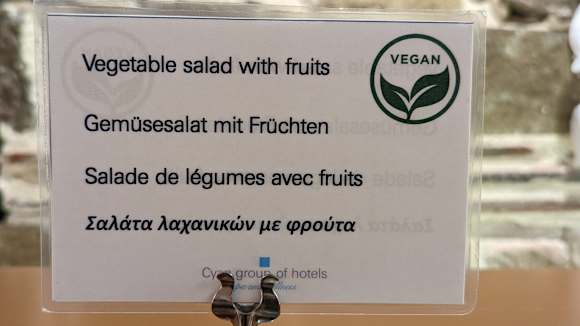 VEGAN
Vegetable salad with fruits
Gemüsesalat mit Früchten
Salade de légumes avec fruits
Σαλάτα λαχανικών με φρούτα
group of hotels